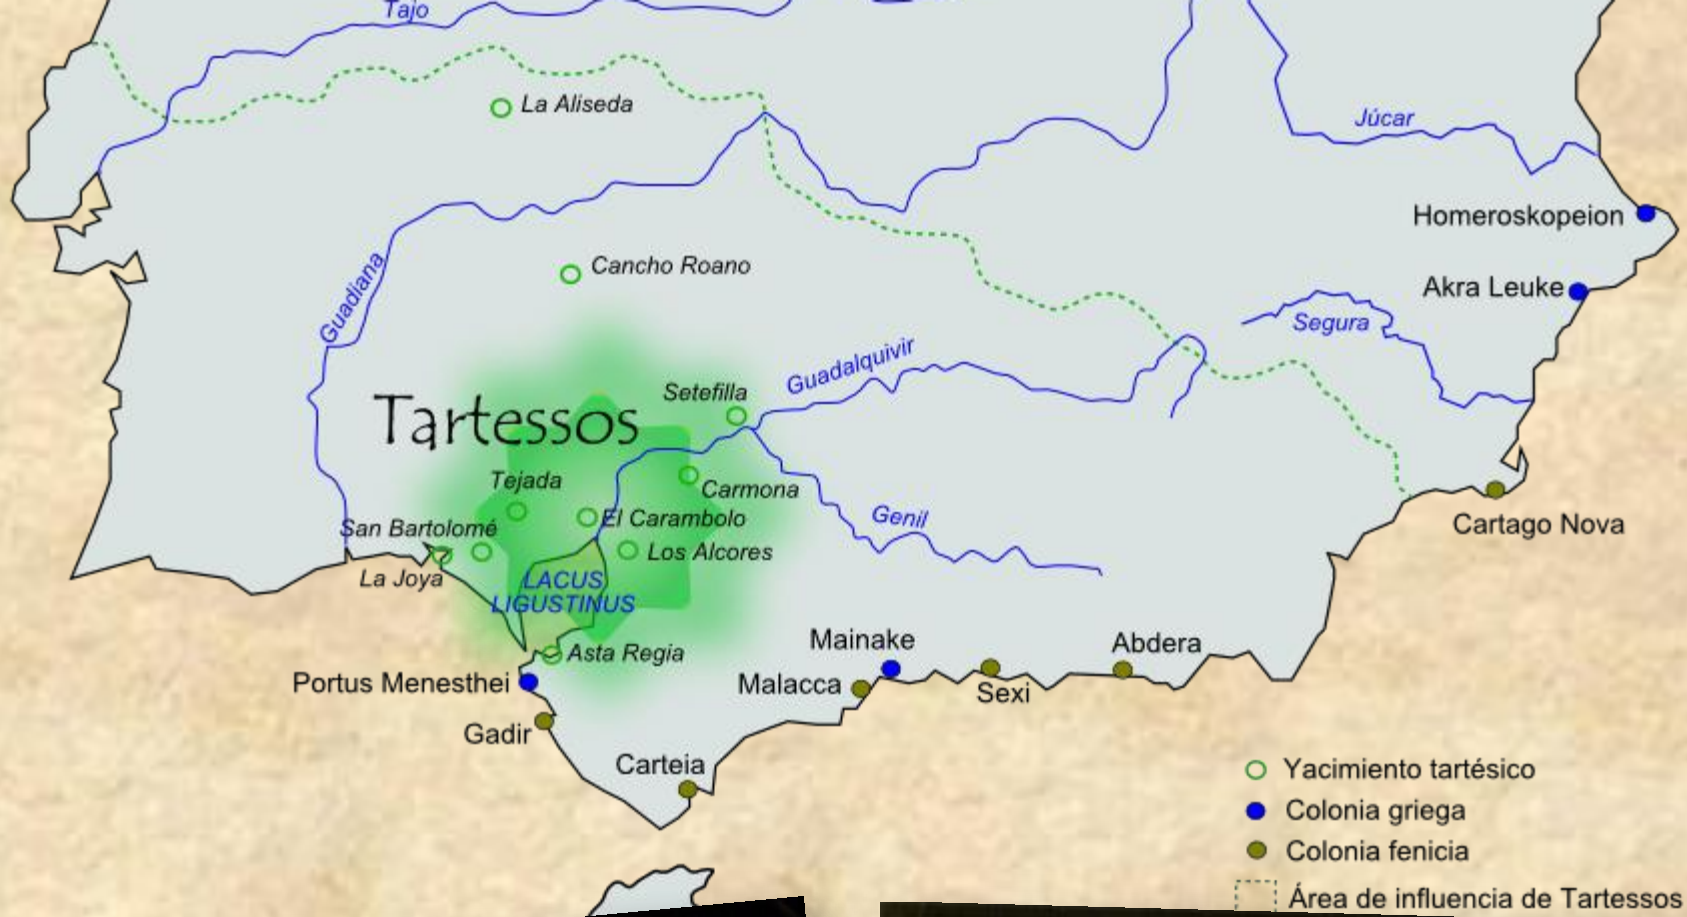 Tajo
La Aliseda
Júcar
Homeroskopeion
Guadiana
Cancho Roano
Akra Leuke
Segura
Guadalquivir
Setefilla
Tartessos
Tejada
Carmona
San Bartolomé
El Carambolo
Genil
Cartago Nova
La Joya
Los Alcores
LACUS
LIGUSTINUS
Asta Regia
Mainake
Abdera
Portus Menesthei
Malacca
Sexi
Gadir
Carteia
Yacimiento tartésico
Colonia griega
Colonia fenicia
Área de influencia de Tartessos